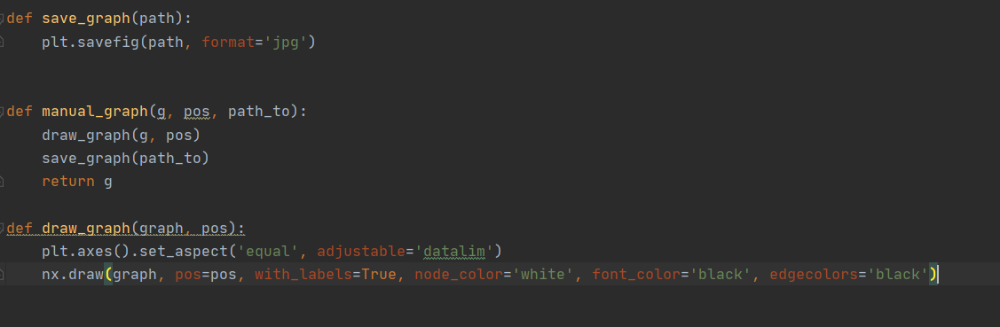 def save_graph(path):
    plt.savefig(path, format='jpg')
def manual_graph(g, pos, path_to):
    draw_graph(g, pos)
    save_graph(path_to)
    return g
def draw_graph(graph, pos):
    plt.axes().set_aspect('equal', adjustable='datalim')
    nx.draw(graph, pos=pos, with_labels=True, node_color='white', font_color='black', edgecolors='black')